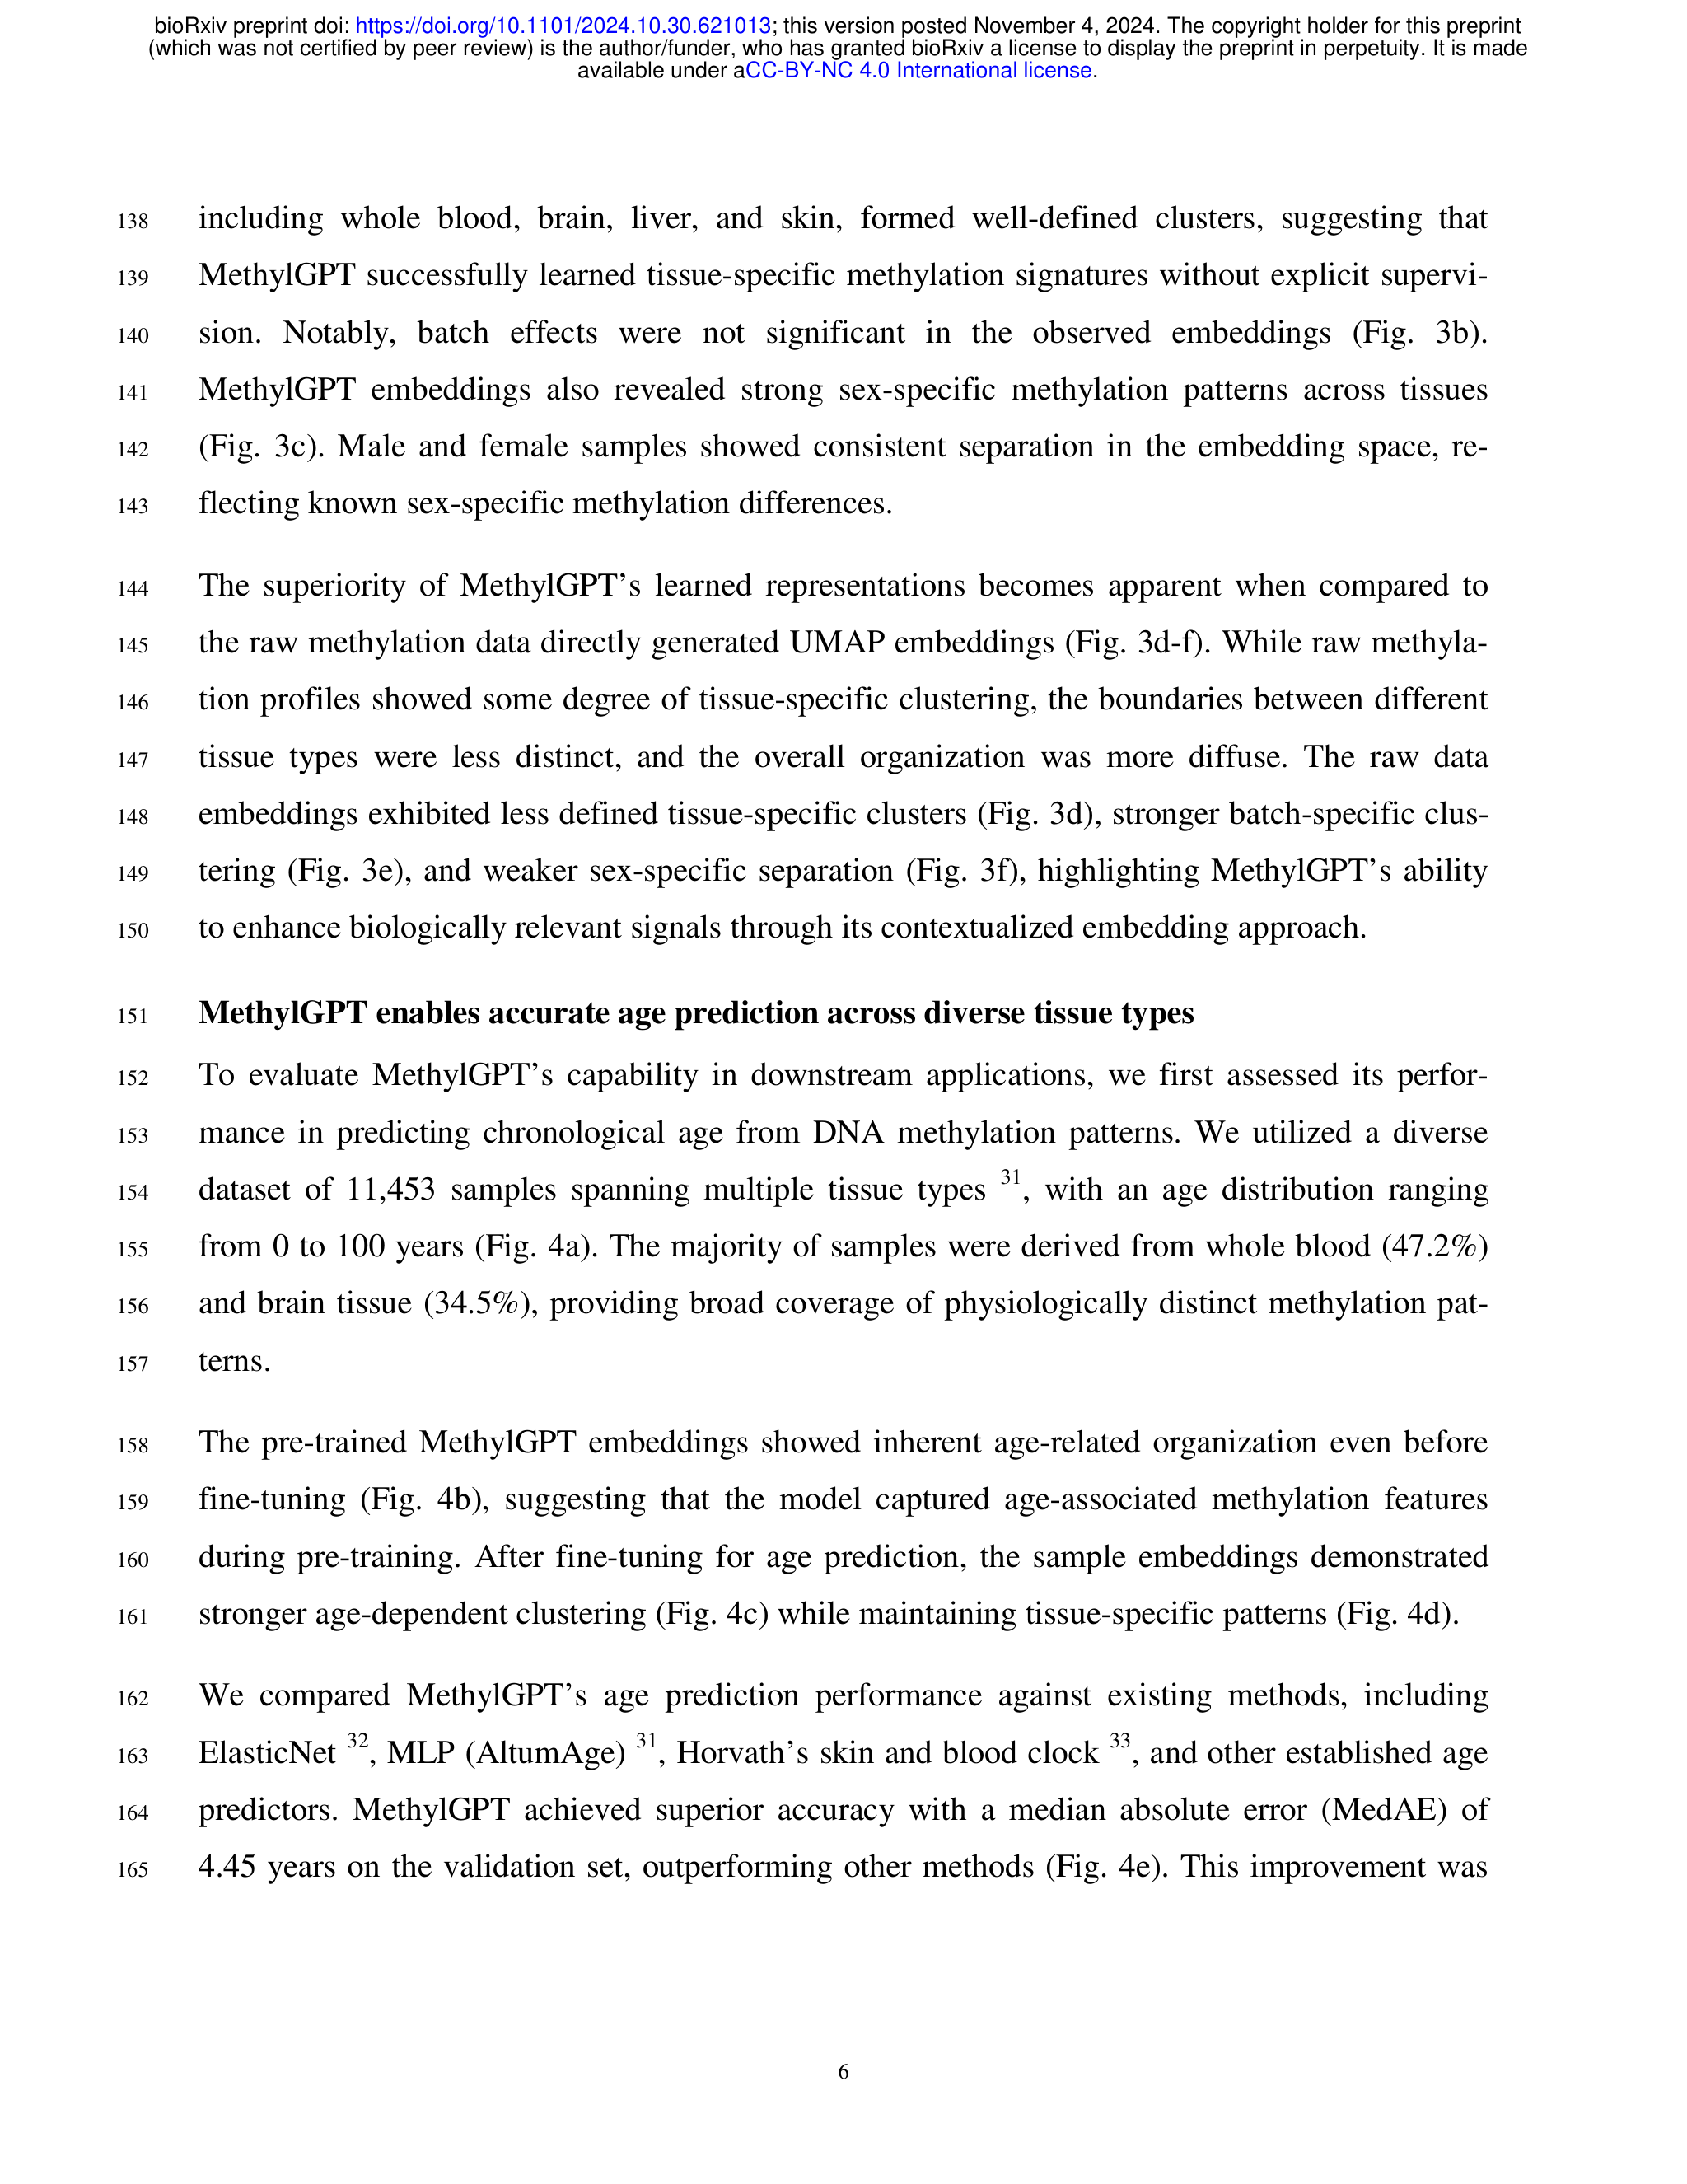 bioRxiv preprint doi: https://doi.org/10.1101/2024.10.30.621013; this version posted November 4, 2024. The copyright holder for this preprint
(which was not certified by peer review) is the author/funder, who has granted bioRxiv a license to display the preprint in perpetuity. It is made
available under aCC-BY-NC 4.0 International license.
138 including whole blood, brain, liver, and skin, formed well-defined clusters, suggesting that
139 MethylGPT successfully learned tissue-specific methylation signatures without explicit supervi-
140 sion. Notably, batch effects were not significant in the observed embeddings (Fig. 3b).
141 MethylGPT embeddings also revealed strong sex-specific methylation patterns across tissues
142 (Fig. 3c). Male and female samples showed consistent separation in the embedding space, re-
143 flecting known sex-specific methylation differences.
144 The superiority of MethylGPT’s learned representations becomes apparent when compared to
145 the raw methylation data directly generated UMAP embeddings (Fig. 3d-f). While raw methyla-
146 tion profiles showed some degree of tissue-specific clustering, the boundaries between different
147 tissue types were less distinct, and the overall organization was more diffuse. The raw data
148 embeddings exhibited less defined tissue-specific clusters (Fig. 3d), stronger batch-specific clus-
149 tering (Fig. 3e), and weaker sex-specific separation (Fig. 3f), highlighting MethylGPT’s ability
150 to enhance biologically relevant signals through its contextualized embedding approach.
151 MethylGPT enables accurate age prediction across diverse tissue types
152 To evaluate MethylGPT’s capability in downstream applications, we first assessed its perfor-
153 mance in predicting chronological age from DNA methylation patterns. We utilized a diverse
154 dataset of 11,453 samples spanning multiple tissue types 31, with an age distribution ranging
155 from 0 to 100 years (Fig. 4a). The majority of samples were derived from whole blood (47.2%)
156 and brain tissue (34.5%), providing broad coverage of physiologically distinct methylation pat-
157 terns.
158 The pre-trained MethylGPT embeddings showed inherent age-related organization even before
159 fine-tuning (Fig. 4b), suggesting that the model captured age-associated methylation features
160 during pre-training. After fine-tuning for age prediction, the sample embeddings demonstrated
161 stronger age-dependent clustering (Fig. 4c) while maintaining tissue-specific patterns (Fig. 4d).
162 We compared MethylGPT’s age prediction performance against existing methods, including
163 ElasticNet 32, MLP (AltumAge) 31, Horvath’s skin and blood clock 33, and other established age
164 predictors. MethylGPT achieved superior accuracy with a median absolute error (MedAE) of
165 4.45 years on the validation set, outperforming other methods (Fig. 4e). This improvement was
6